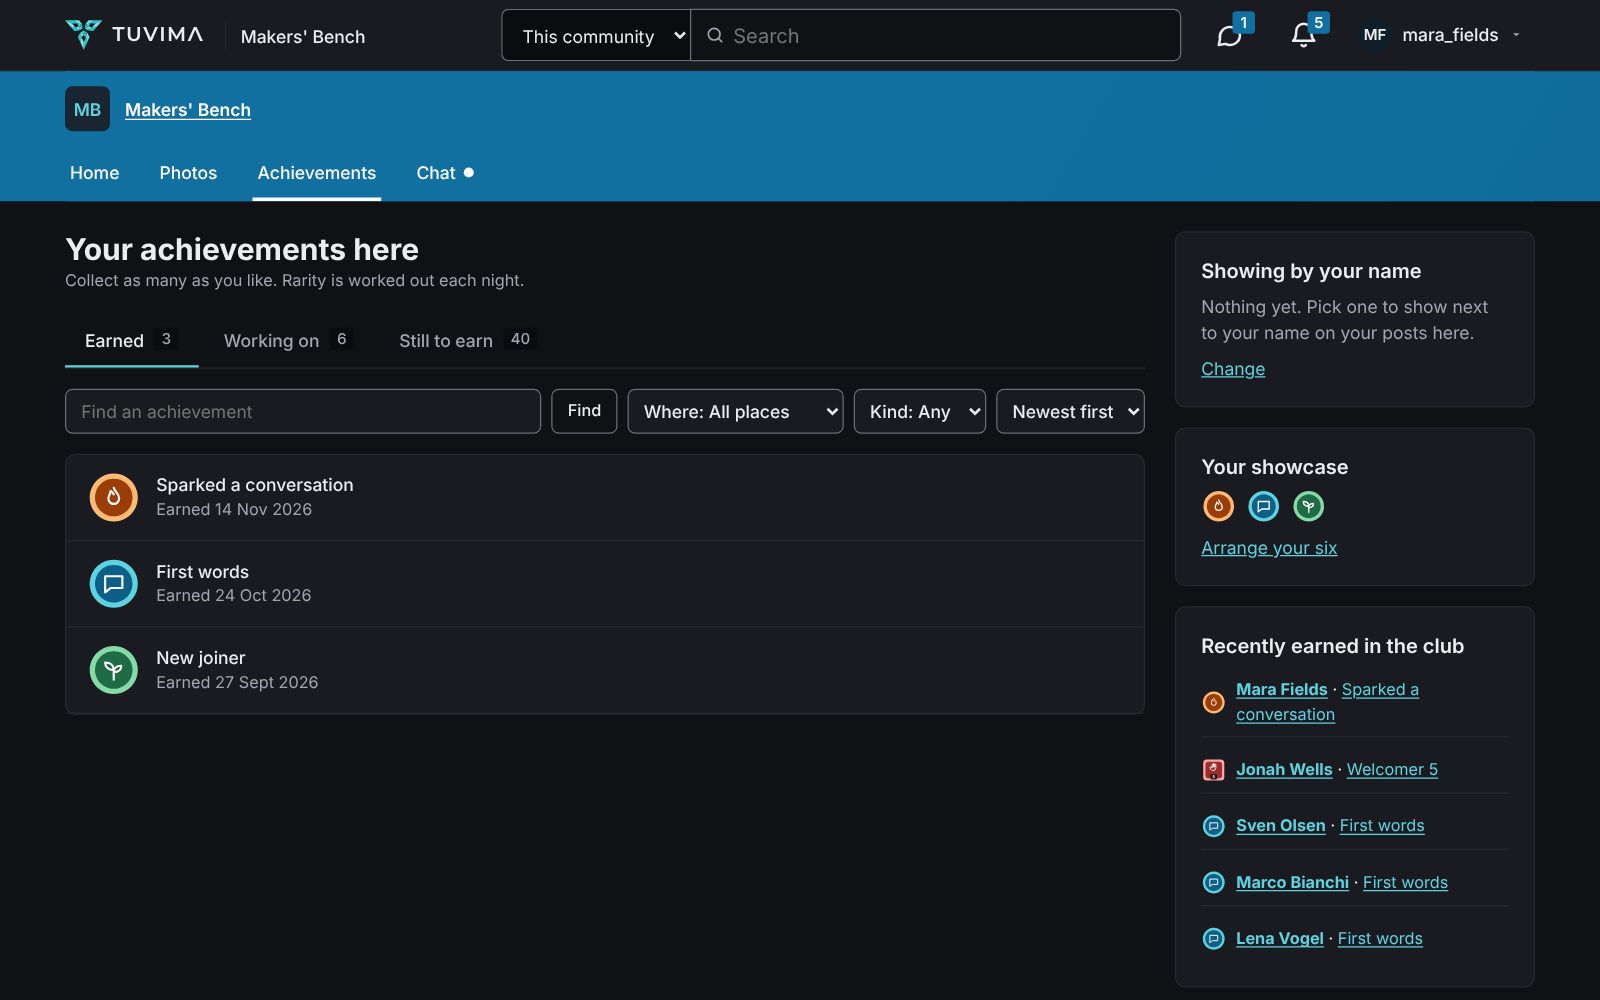 TUVIMA
Makers' Bench
This community
Search
1
5
MF
mara_fields
MB
Makers' Bench
Home
Photos
Achievements
Chat
Your achievements here
Collect as many as you like. Rarity is worked out each night.
Earned 3
Working on 6
Still to earn 40
Find an achievement
Find
Where: All places
Kind: Any
Newest first
Sparked a conversation
Earned 14 Nov 2026
First words
Earned 24 Oct 2026
New joiner
Earned 27 Sept 2026
Showing by your name
Nothing yet. Pick one to show next
to your name on your posts here.
Change
Your showcase
Arrange your six
Recently earned in the club
Mara Fields · Sparked a
conversation
Jonah Wells · Welcomer 5
Sven Olsen · First words
Marco Bianchi · First words
Lena Vogel · First words